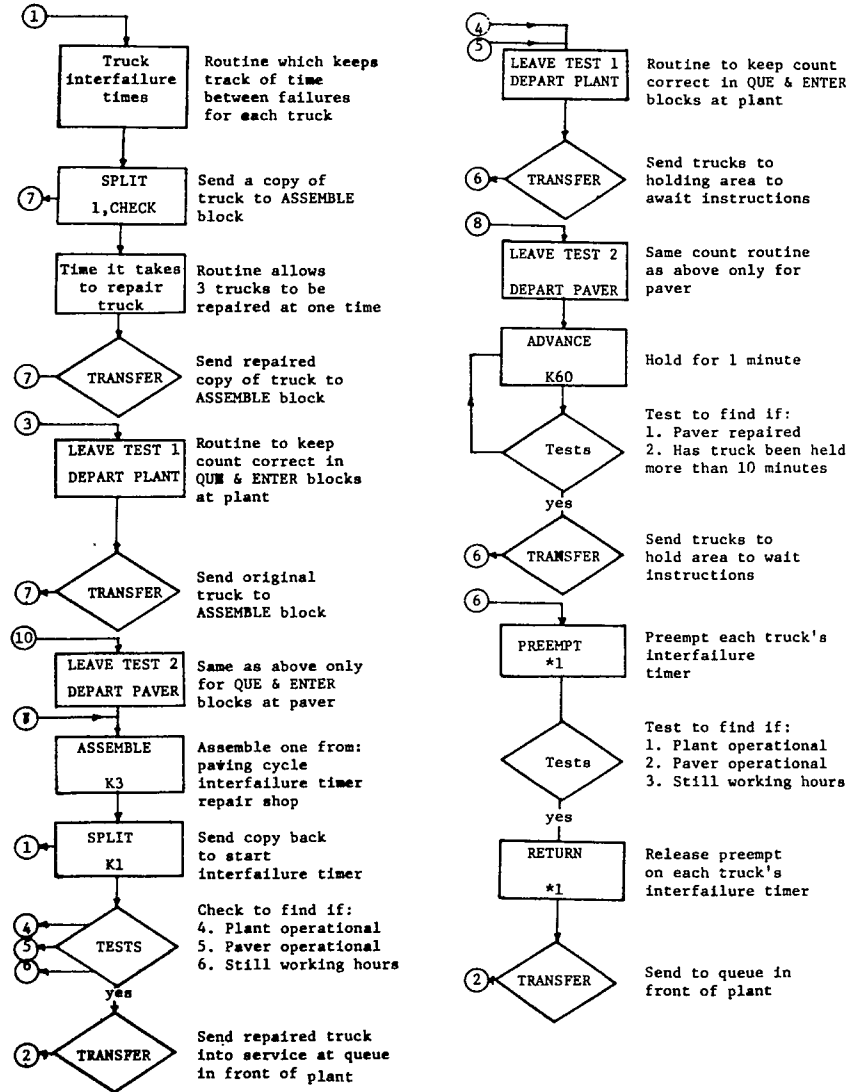 1
Truck
interfailure
times
Routine which keeps
track of time
between failures
for each truck
7
SPLIT
1,CHECK
Send a copy of
truck to ASSEMBLE
block
Time it takes
to repair
truck
Routine allows
3 trucks to be
repaired at one time
7
TRANSFER
Send repaired
copy of truck to
ASSEMBLE block
3
LEAVE TEST 1
DEPART PLANT
Routine to keep
count correct in
QUE & ENTER blocks
at plant
7
TRANSFER
Send original
truck to
ASSEMBLE block
10
LEAVE TEST 2
DEPART PAVER
Same as above only
for QUE & ENTER
blocks at paver
7
ASSEMBLE
K3
Assemble one from:
paving cycle
interfailure timer
repair shop
1
SPLIT
K1
Send copy back
to start
interfailure timer
4
5
6
TESTS
yes
Check to find if:
4. Plant operational
5. Paver operational
6. Still working hours
2
TRANSFER
Send repaired truck
into service at queue
in front of plant
4
5
LEAVE TEST 1
DEPART PLANT
Routine to keep count
correct in QUE & ENTER
blocks at plant
6
TRANSFER
Send trucks to
holding area to
await instructions
8
LEAVE TEST 2
DEPART PAVER
Same count routine
as above only for
paver
ADVANCE
K60
Hold for 1 minute
Tests
yes
Test to find if:
1. Paver repaired
2. Has truck been held
more than 10 minutes
6
TRANSFER
Send trucks to
hold area to wait
instructions
6
PREEMPT
*1
Preempt each truck's
interfailure
timer
Tests
yes
Test to find if:
1. Plant operational
2. Paver operational
3. Still working hours
RETURN
*1
Release preempt
on each truck's
interfailure timer
2
TRANSFER
Send to queue in
front of plant